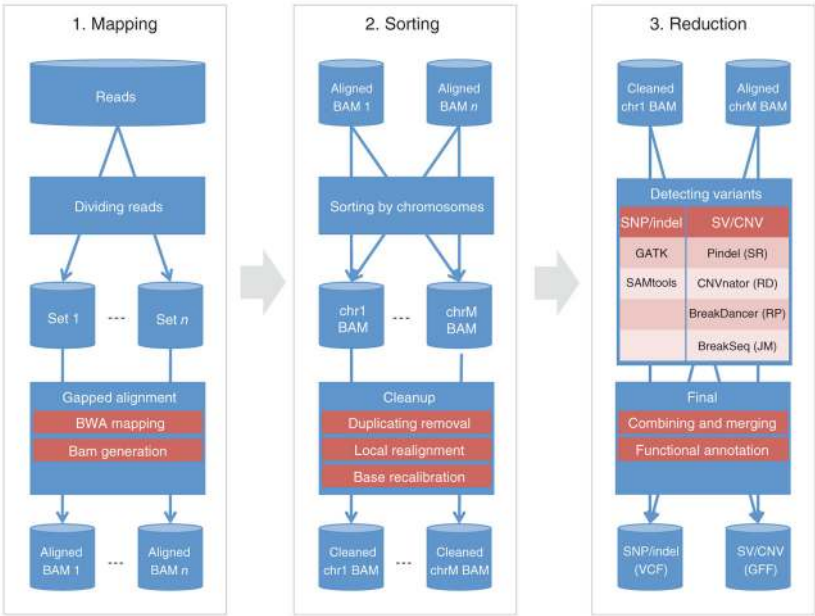 1. Mapping
Reads
Dividing reads
Set 1
---
Set n
Gapped alignment
BWA mapping
Bam generation
Aligned
BAM 1
---
Aligned
BAM n
2. Sorting
Aligned
BAM 1
Aligned
BAM n
Sorting by chromosomes
chr1
BAM
---
chrM
BAM
Cleanup
Duplicating removal
Local realignment
Base recalibration
Cleaned
chr1 BAM
---
Cleaned
chrM BAM
3. Reduction
Cleaned
chr1 BAM
Aligned
chrM BAM
Detecting variants
SNP/indel SV/CNV
GATK Pindel (SR)
SAMtools CNVnator (RD)
BreakDancer (RP)
BreakSeq (JM)
Final
Combining and merging
Functional annotation
SNP/indel
(VCF)
SV/CNV
(GFF)